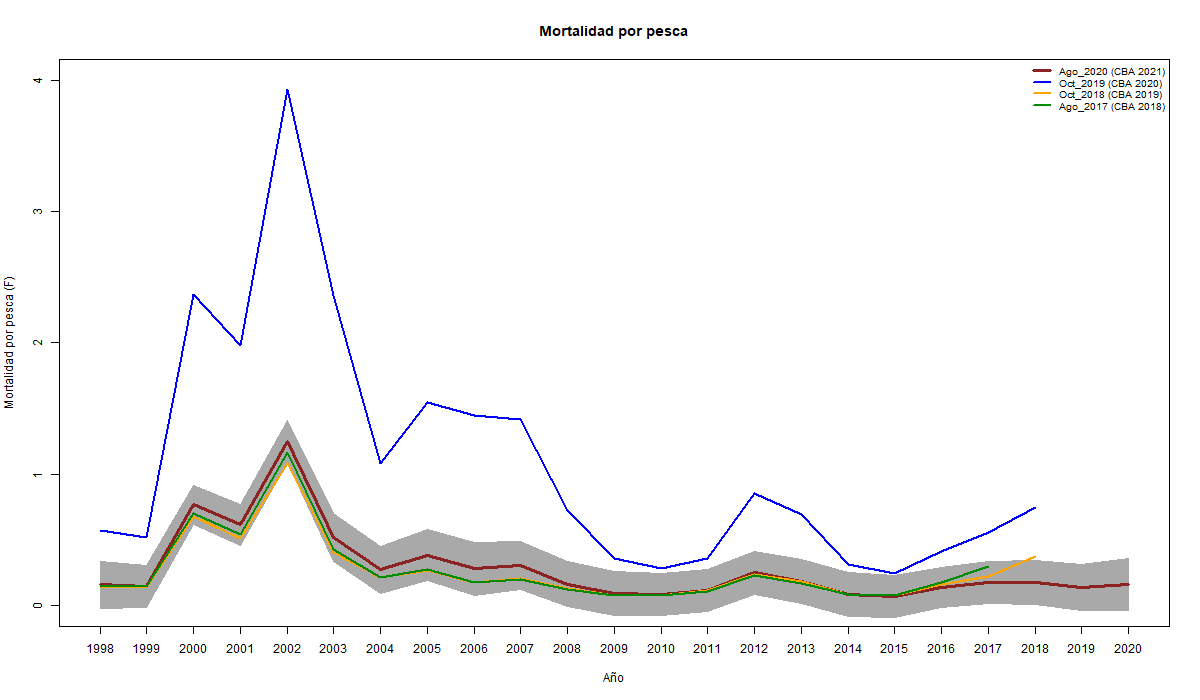 Mortalidad por pesca
Ago_2020 (CBA 2021)
Oct_2019 (CBA 2020)
Oct_2018 (CBA 2019)
Ago_2017 (CBA 2018)
Mortalidad por pesca (F)
4
3
2
1
0
1998 1999 2000 2001 2002 2003 2004 2005 2006 2007 2008 2009 2010 2011 2012 2013 2014 2015 2016 2017 2018 2019 2020
Año